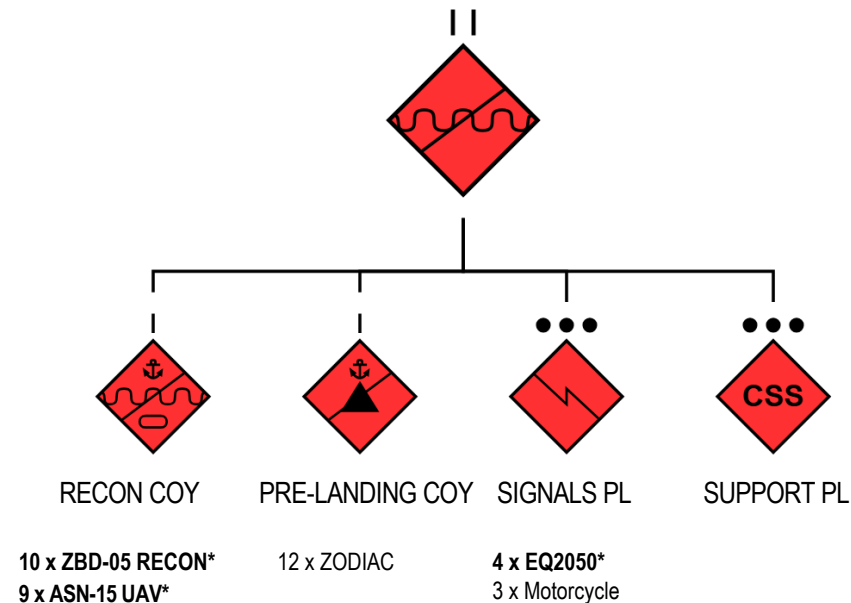 CSS
RECON COY
PRE-LANDING COY
SIGNALS PL
SUPPORT PL
10 x ZBD-05 RECON*
9 x ASN-15 UAV*
12 x ZODIAC
4 x EQ2050*
3 x Motorcycle